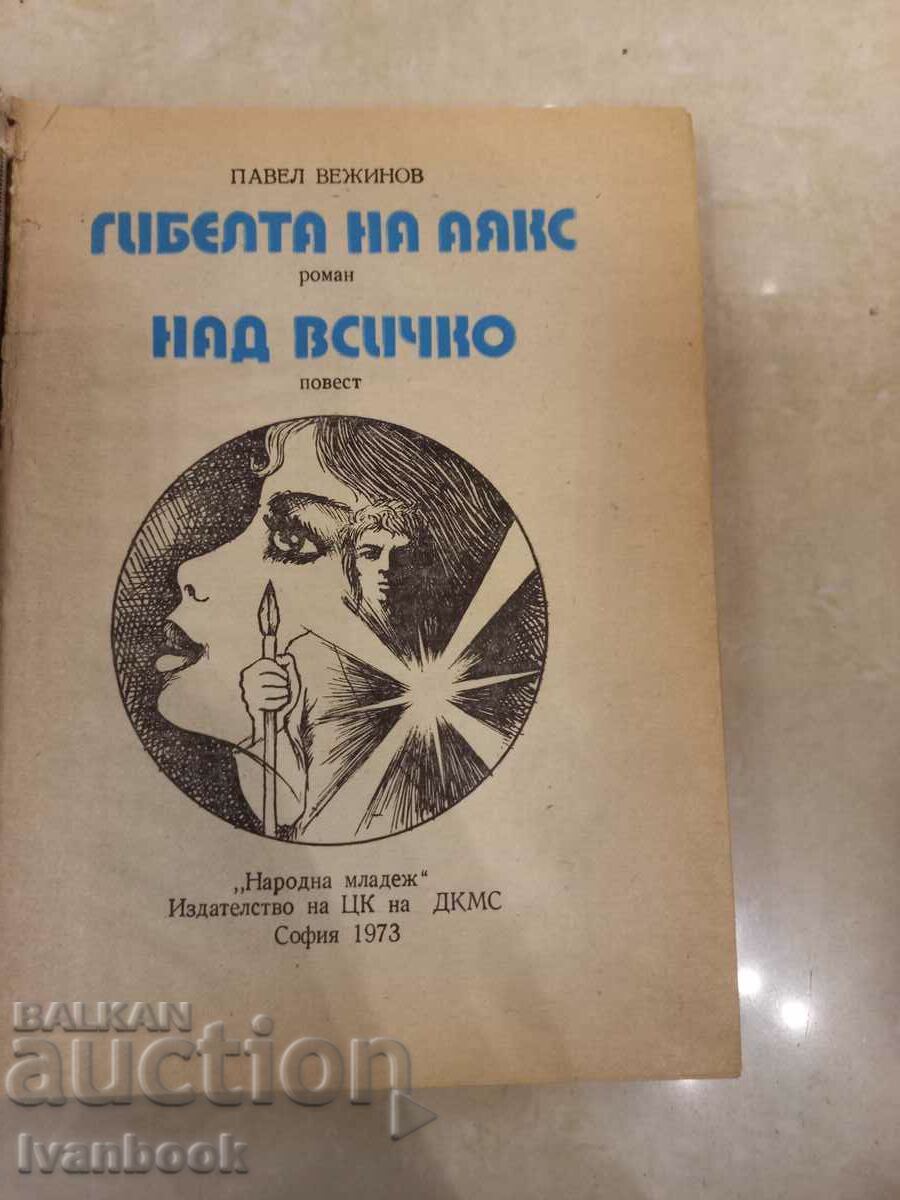 ПАВЕЛ ВЕЖИНОВ
ГИБЕЛТА НА АЯКС
роман
НАД ВСИЧКО
повест
„Народна младеж“
Издателство на ЦК на ДКМС
София 1973
BALKAN
auction
Ivanbook